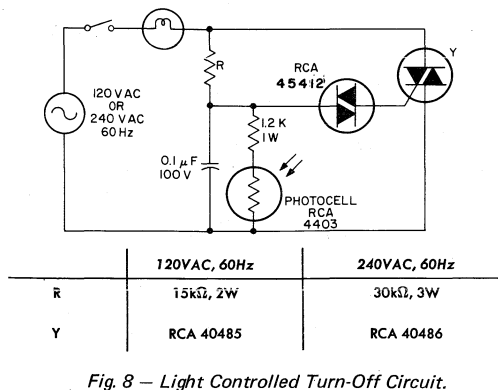 Y
R
RCA
45412
120 VAC
OR
240 VAC
60 Hz
1.2 K
1W
0.1 μF
100 V
PHOTOCELL
RCA
4403
120VAC, 60Hz 240VAC, 60Hz
R 15kΩ, 2W 30kΩ, 3W
Y RCA 40485 RCA 40486
Fig. 8 — Light Controlled Turn-Off Circuit.